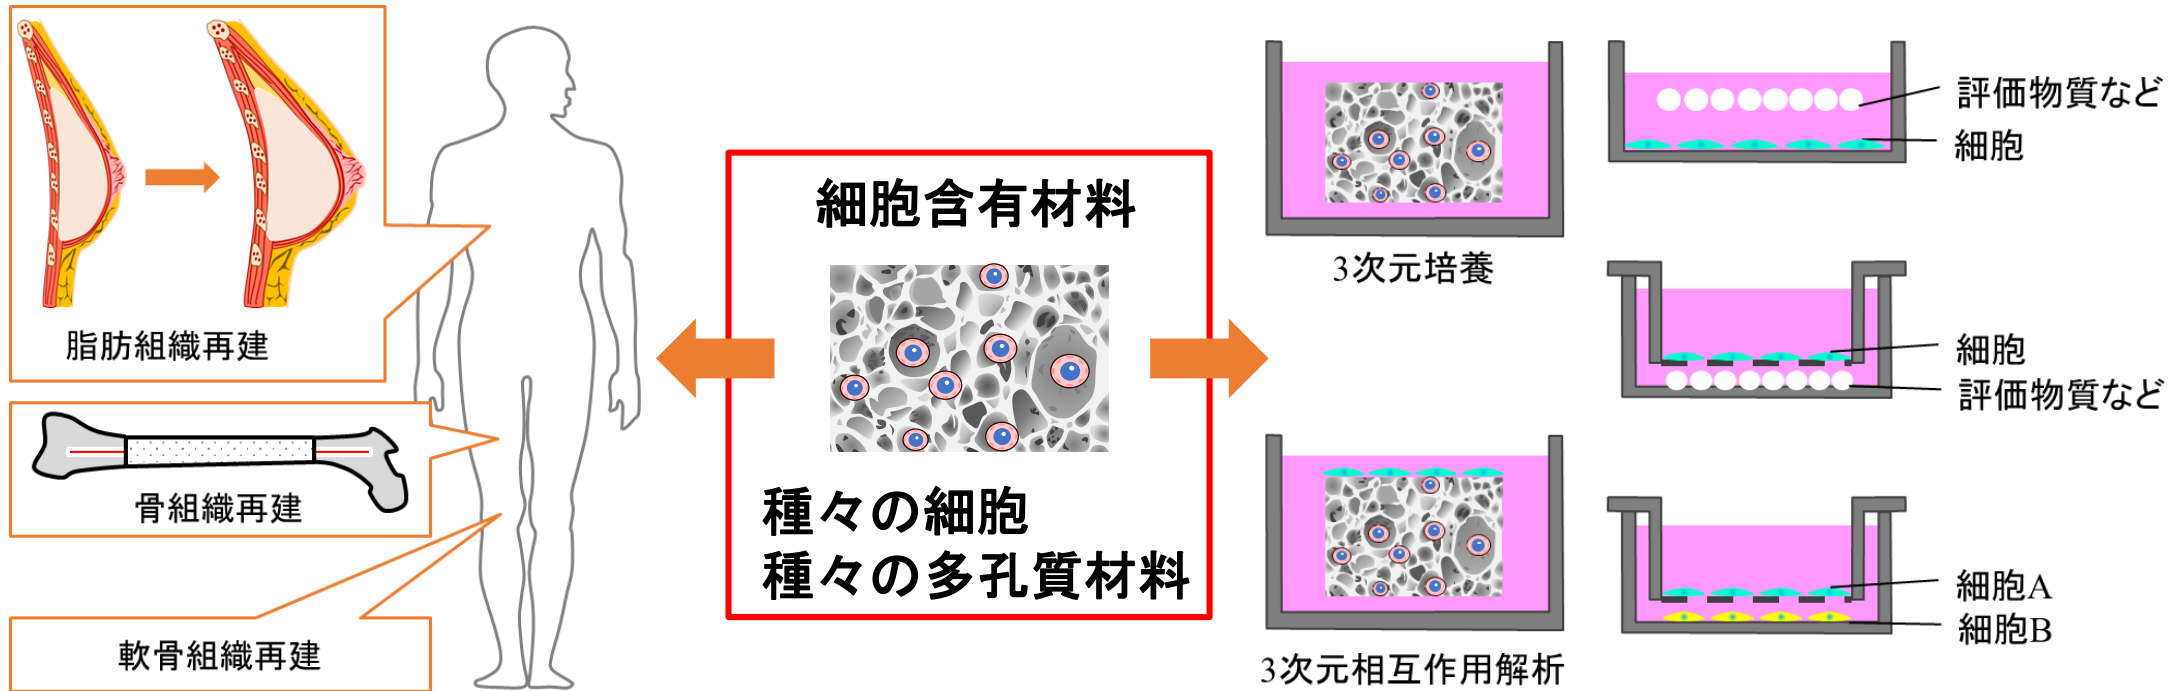 脂肪組織再建
骨組織再建
軟骨組織再建
細胞含有材料
種々の細胞
種々の多孔質材料
3次元培養
3次元相互作用解析
評価物質など
細胞
細胞
評価物質など
細胞A
細胞B